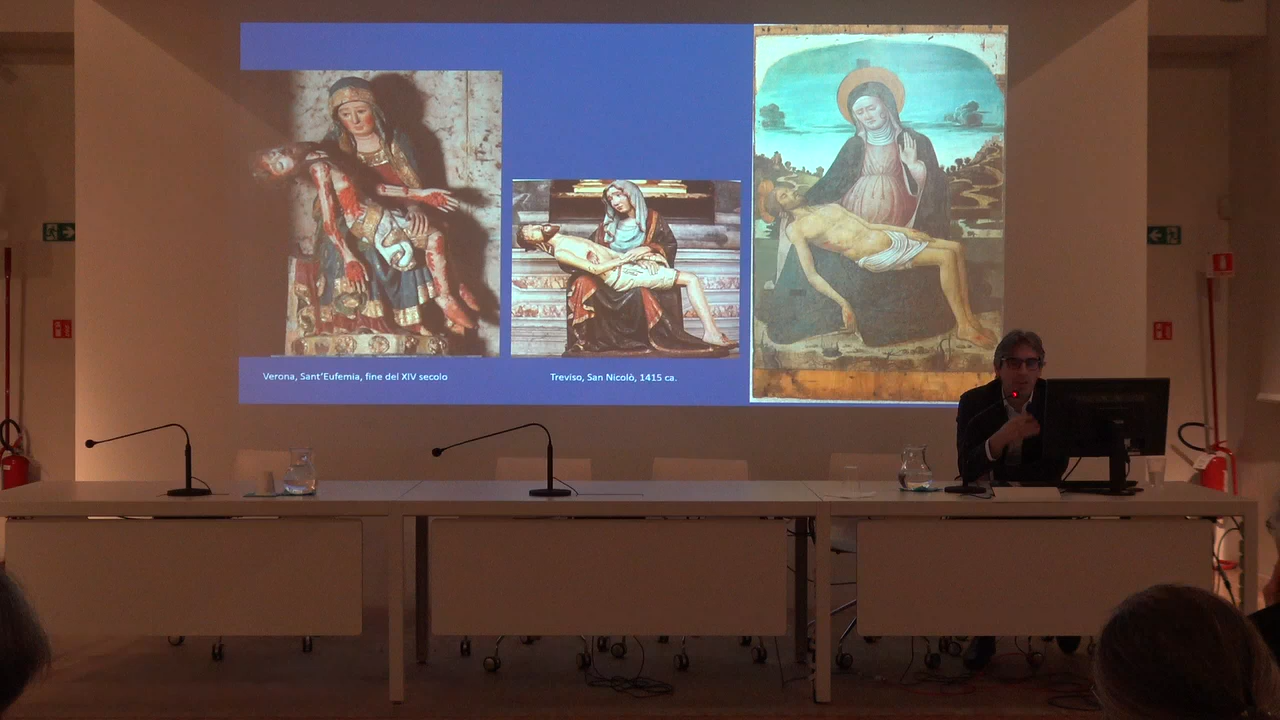 Verona, Sant'Eufemia, fine del XIV secolo
Treviso, San Nicolò, 1415 ca.